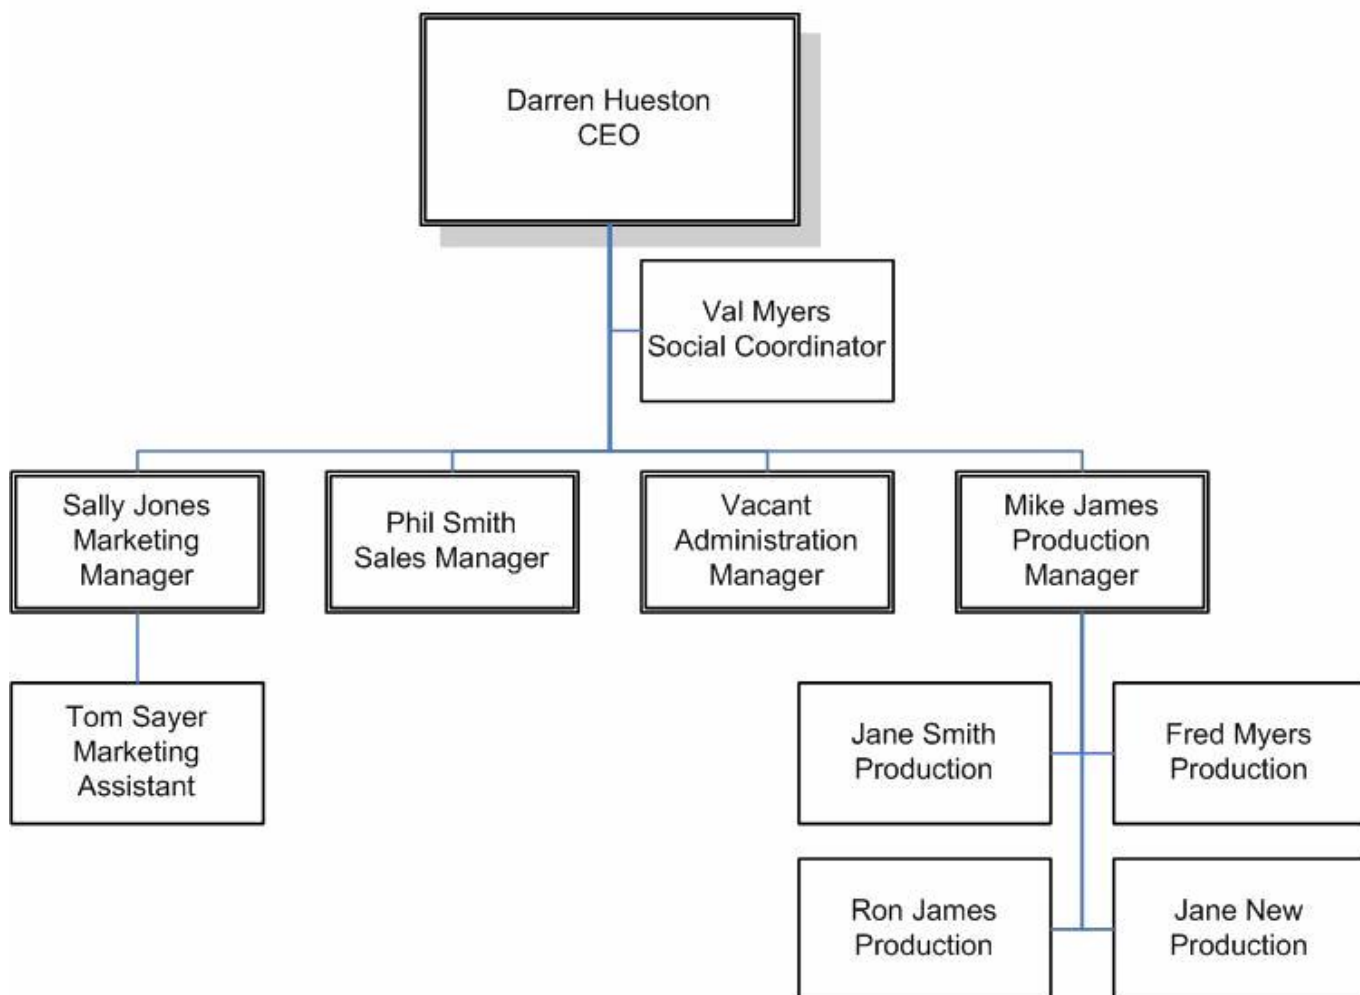 Darren Hueston
CEO
Val Myers
Social Coordinator
Sally Jones
Marketing
Manager
Phil Smith
Sales Manager
Vacant
Administration
Manager
Mike James
Production
Manager
Tom Sayer
Marketing
Assistant
Jane Smith
Production
Fred Myers
Production
Ron James
Production
Jane New
Production